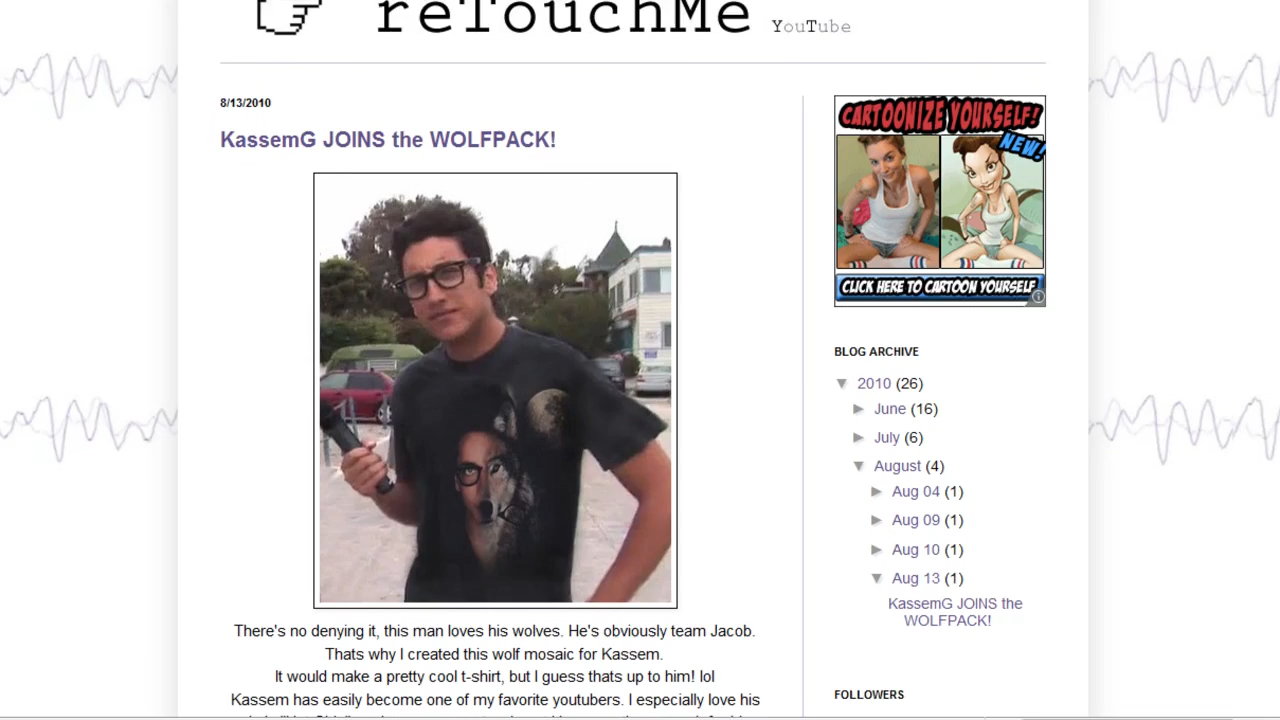 reTouchMe YouTube
8/13/2010
KassemG JOINS the WOLFPACK!
There's no denying it, this man loves his wolves. He's obviously team Jacob.
Thats why I created this wolf mosaic for Kassem.
It would make a pretty cool t-shirt, but I guess thats up to him! lol
Kassem has easily become one of my favorite youtubers. I especially love his
CARTOONIZE YOURSELF!
NEW!
CLICK HERE TO CARTOON YOURSELF
BLOG ARCHIVE
▼ 2010 (26)
► June (16)
► July (6)
▼ August (4)
► Aug 04 (1)
► Aug 09 (1)
► Aug 10 (1)
▼ Aug 13 (1)
KassemG JOINS the
WOLFPACK!
FOLLOWERS